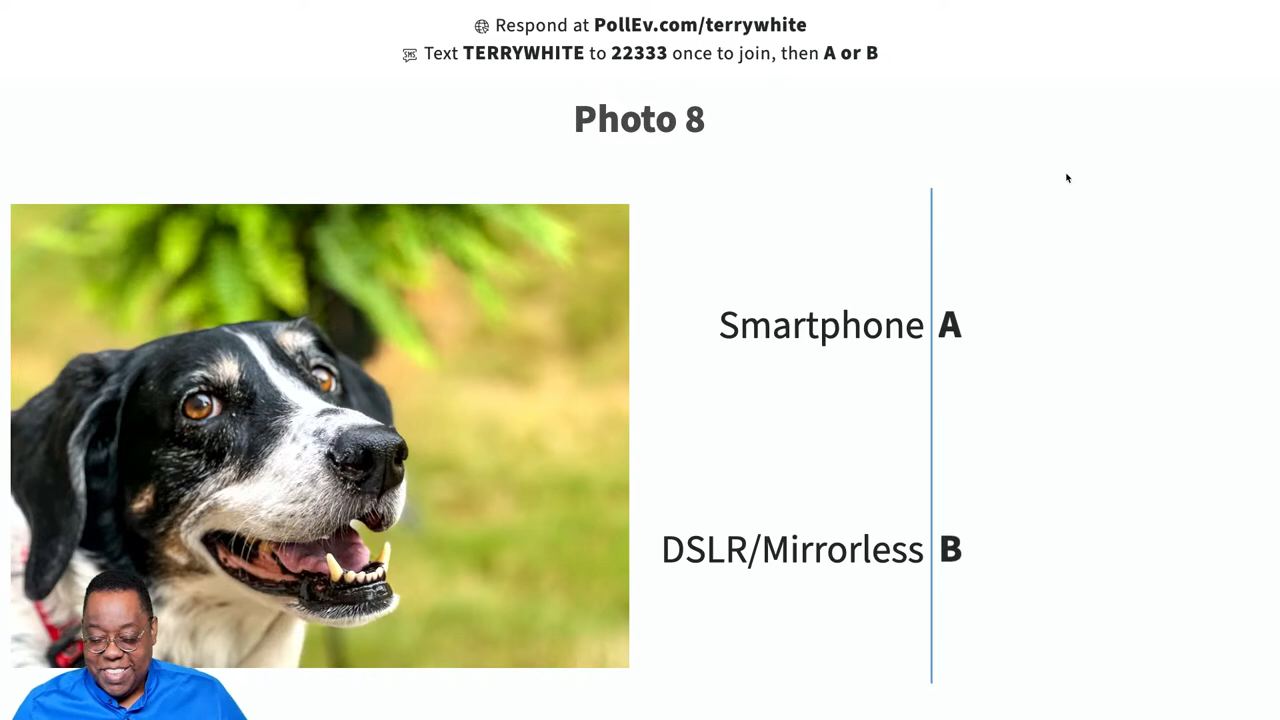 Respond at PollEv.com/terrywhite
Text TERRYWHITE to 22333 once to join, then A or B
Photo 8
Smartphone A
DSLR/Mirrorless B